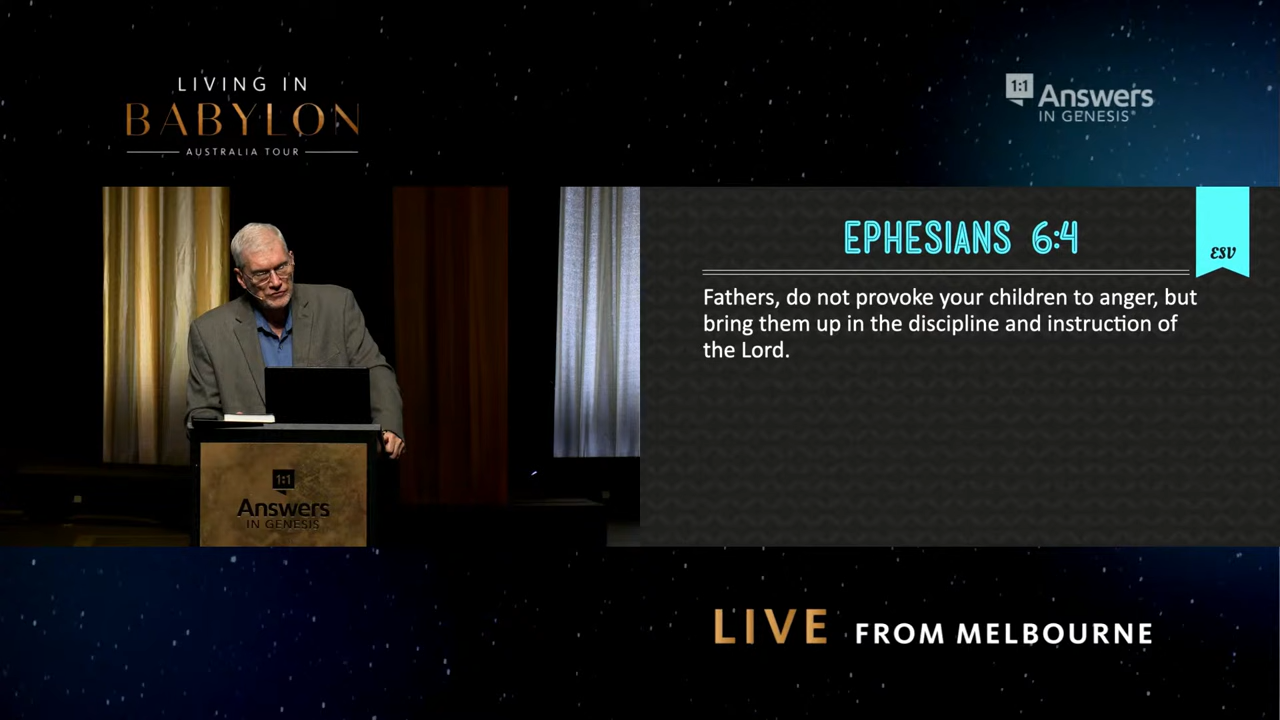 LIVING IN
BABYLON
AUSTRALIA TOUR
1:1
Answers
IN GENESIS®
EPHESIANS 6:4
ESV
Fathers, do not provoke your children to anger, but
bring them up in the discipline and instruction of
the Lord.
1:1
Answers
IN GENESIS
LIVE FROM MELBOURNE